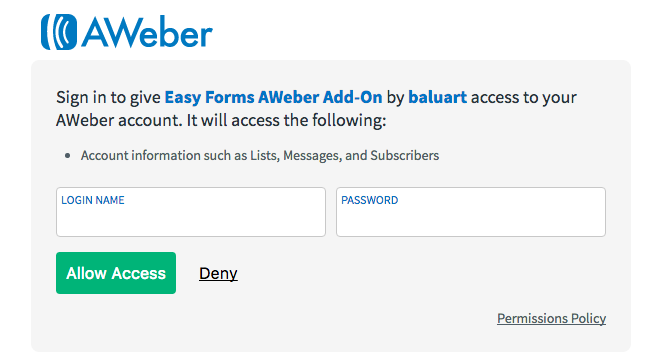 AWeber
Sign in to give Easy Forms AWeber Add-On by baluart access to your
AWeber account. It will access the following:
• Account information such as Lists, Messages, and Subscribers
LOGIN NAME PASSWORD
Allow Access Deny
Permissions Policy